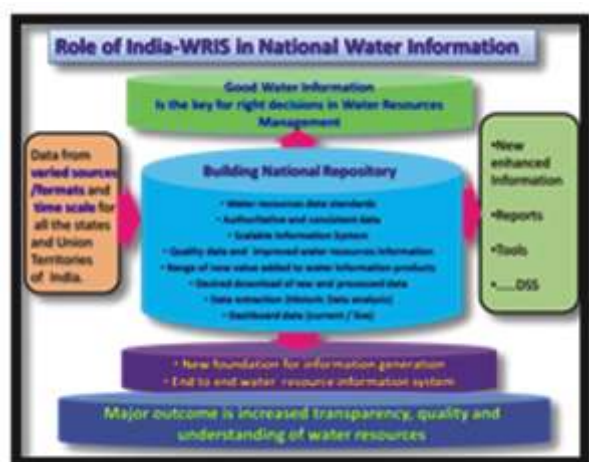 Role of India-WRIS in National Water Information
Good Water Information
Is the key for right decisions in Water Resources
Management
Data from
varied sources
/formats and
time scale for
all the states
and Union
Territories
of India.
Building National Repository
• Water resources data standards
• Authoritative and consistent data
• Scalable Information System
• Quality data and improved water resources information
• Range of new value added to water information products
• Desired download of raw and processed data
• Data extraction (Historic Data analysis)
• Dashboard data (current / live)
•New
enhanced
Information
•Reports
•Tools
•.....DSS
• New foundation for information generation
• End to end water resource information system
Major outcome is increased transparency, quality and
understanding of water resources